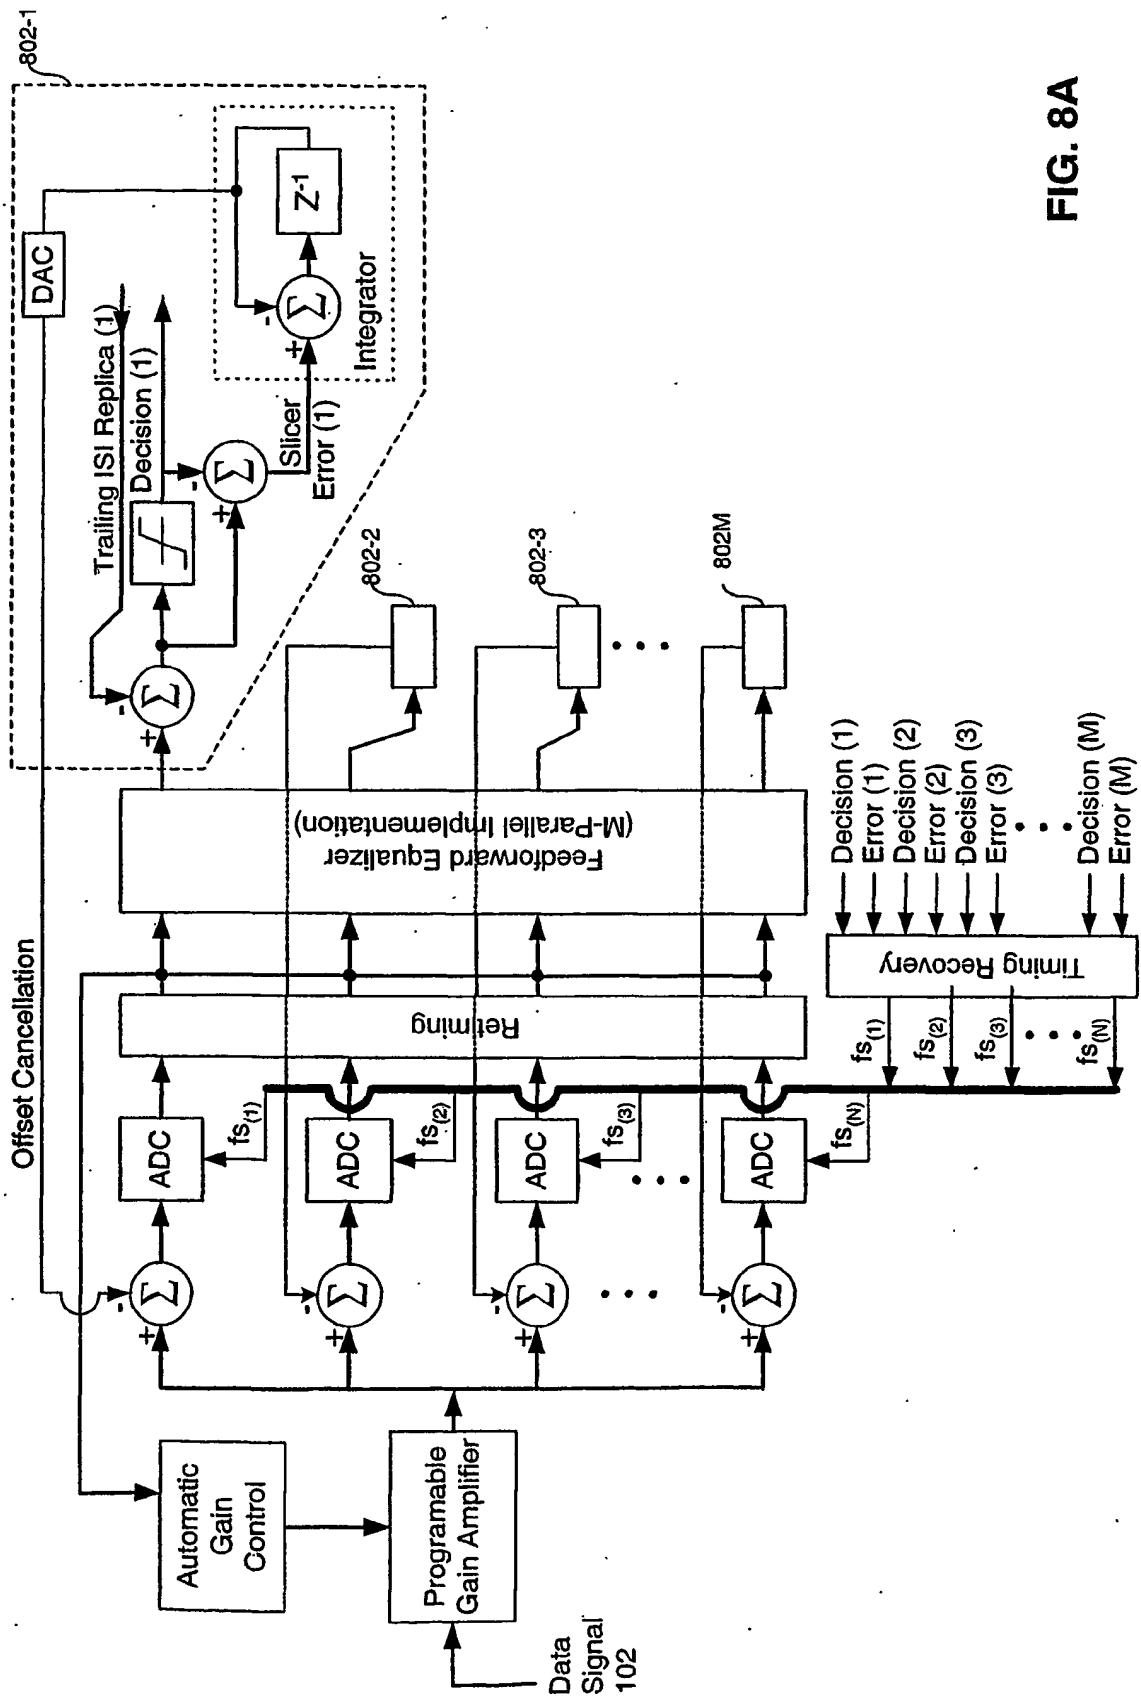 802-1
DAC
Z-1
Σ
Integrator
Trailing ISI Replica (1)
Decision (1)
Σ
Slicer
Error (1)
Σ
+
-
+
-
+
-
Offset Cancellation
802-2
802-3
802M
Feedforward Equalizer
(M-Parallel Implementation)
Retiming
ADC
fs(1)
ADC
fs(2)
ADC
fs(3)
ADC
fs(N)
Σ
+
-
Σ
+
-
Σ
+
-
Σ
+
-
Automatic
Gain
Control
Programable
Gain Amplifier
Data
Signal
102
Decision (1)
Error (1)
Decision (2)
Error (2)
Decision (3)
Error (3)
Decision (M)
Error (M)
Timing Recovery
fs(1)
fs(2)
fs(3)
fs(N)
FIG. 8A